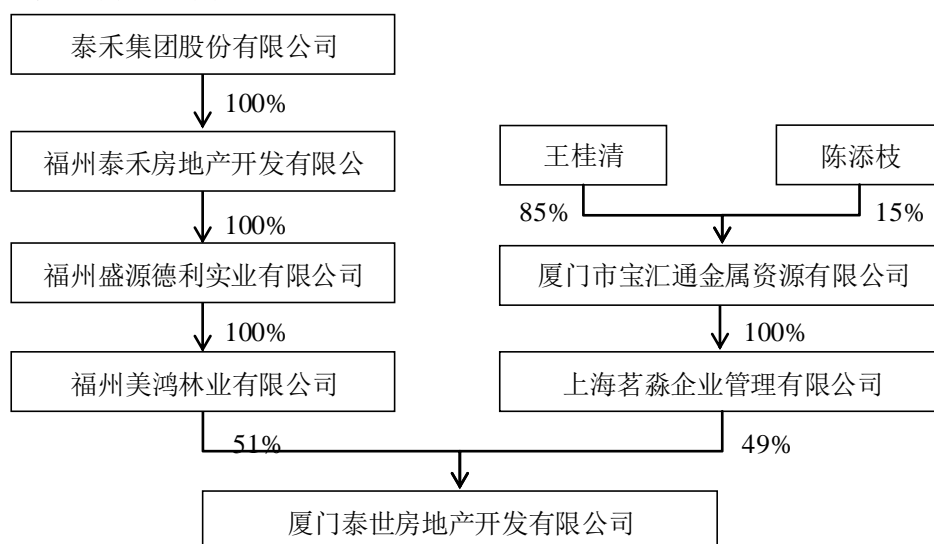 泰禾集团股份有限公司
100%
福州泰禾房地产开发有限公
王桂清
陈添枝
85%
15%
100%
福州盛源德利实业有限公司
厦门市宝汇通金属资源有限公司
100%
100%
福州美鸿林业有限公司
上海茗淼企业管理有限公司
51%
49%
厦门泰世房地产开发有限公司